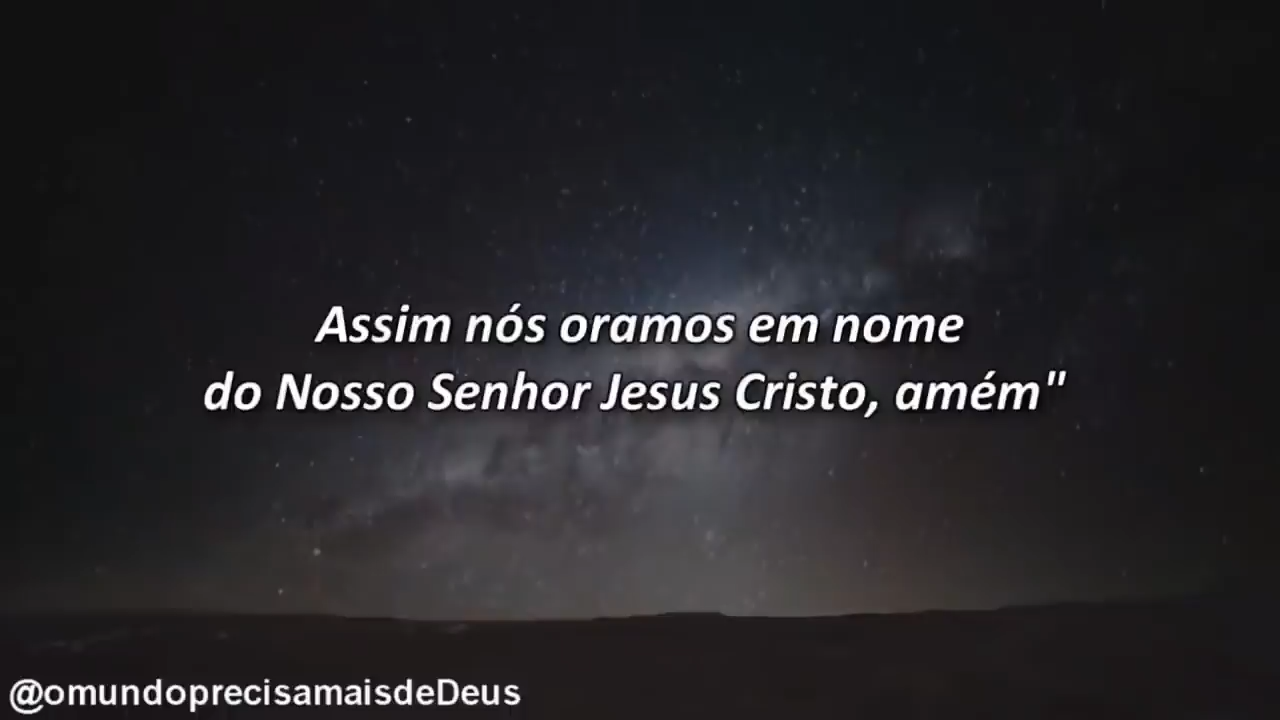 Assim nós oramos em nome
do Nosso Senhor Jesus Cristo, amém"
@omundoprecisamaisdeDeus